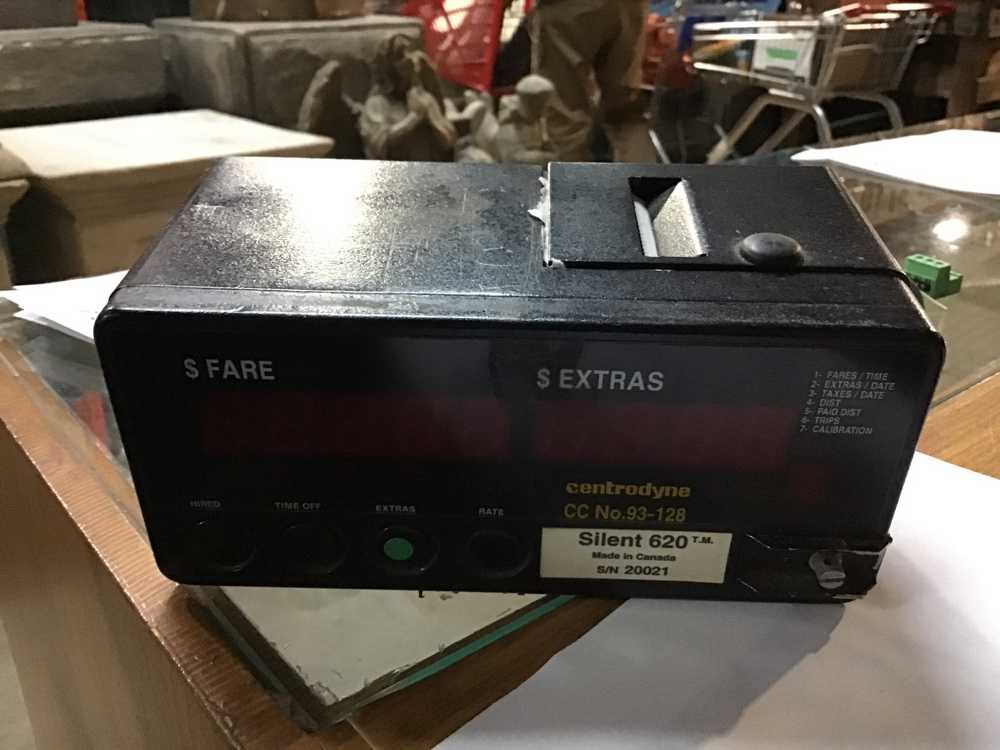 $ FARE
$ EXTRAS
1- FARES / TIME
2- EXTRAS / DATE
3- TAXES / DATE
4- DIST
5- PAID DIST
6- TRIPS
7- CALIBRATION
HIRED
TIME OFF
EXTRAS
RATE
centrodyne
CC No.93-128
Silent 620 T.M.
Made in Canada
S/N 20021